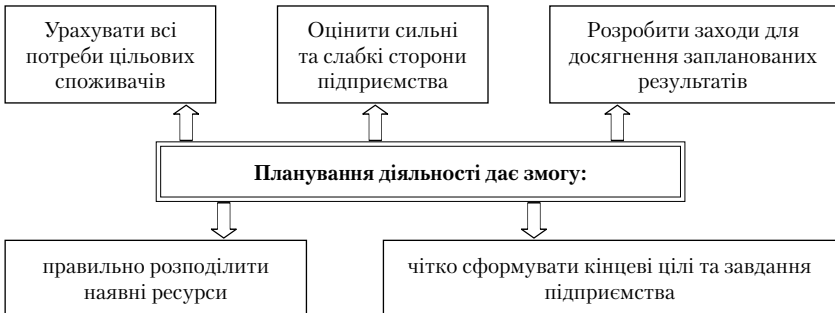 Урахувати всі
потреби цільових
споживачів
Оцінити сильні
та слабкі сторони
підприємства
Розробити заходи для
досягнення запланованих
результатів
Планування діяльності дає змогу:
правильно розподілити
наявні ресурси
чітко сформувати кінцеві цілі та завдання
підприємства